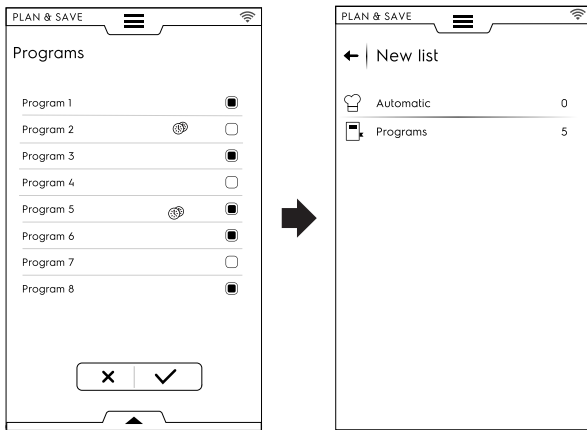 PLAN & SAVE
Programs
Program 1
Program 2
Program 3
Program 4
Program 5
Program 6
Program 7
Program 8
PLAN & SAVE
New list
Automatic 0
Programs 5